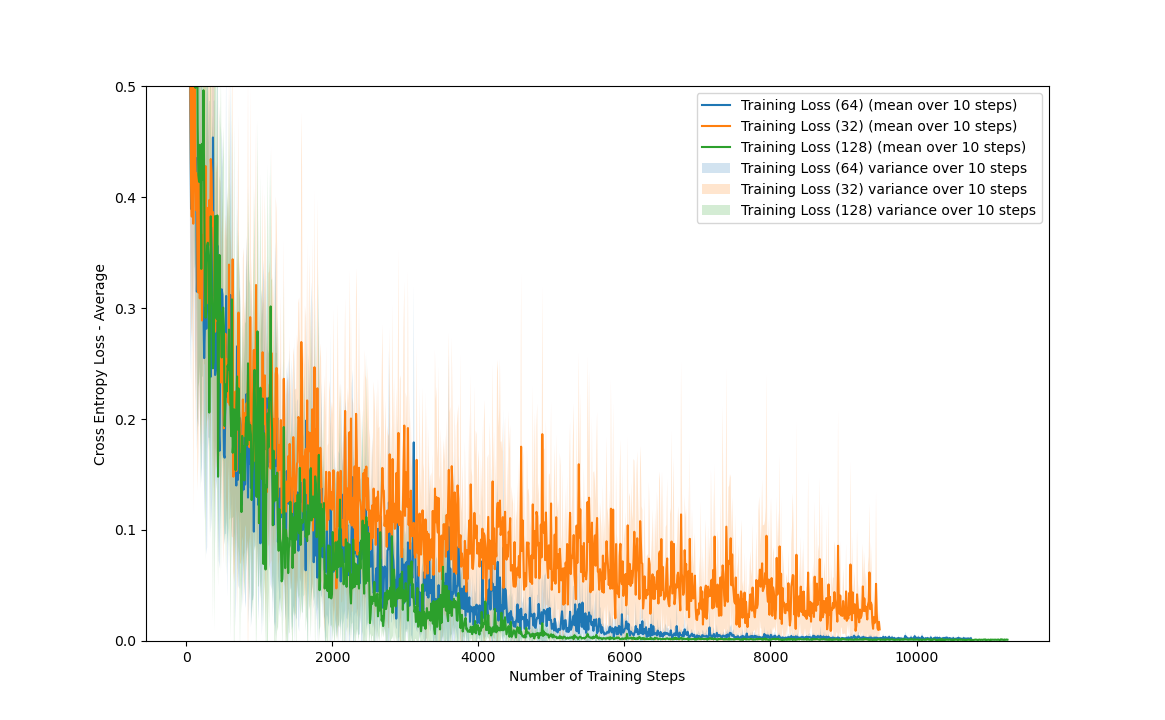 0.5
0.4
0.3
0.2
0.1
0.0
Cross Entropy Loss - Average
Training Loss (64) (mean over 10 steps)
Training Loss (32) (mean over 10 steps)
Training Loss (128) (mean over 10 steps)
Training Loss (64) variance over 10 steps
Training Loss (32) variance over 10 steps
Training Loss (128) variance over 10 steps
0 2000 4000 6000 8000 10000
Number of Training Steps